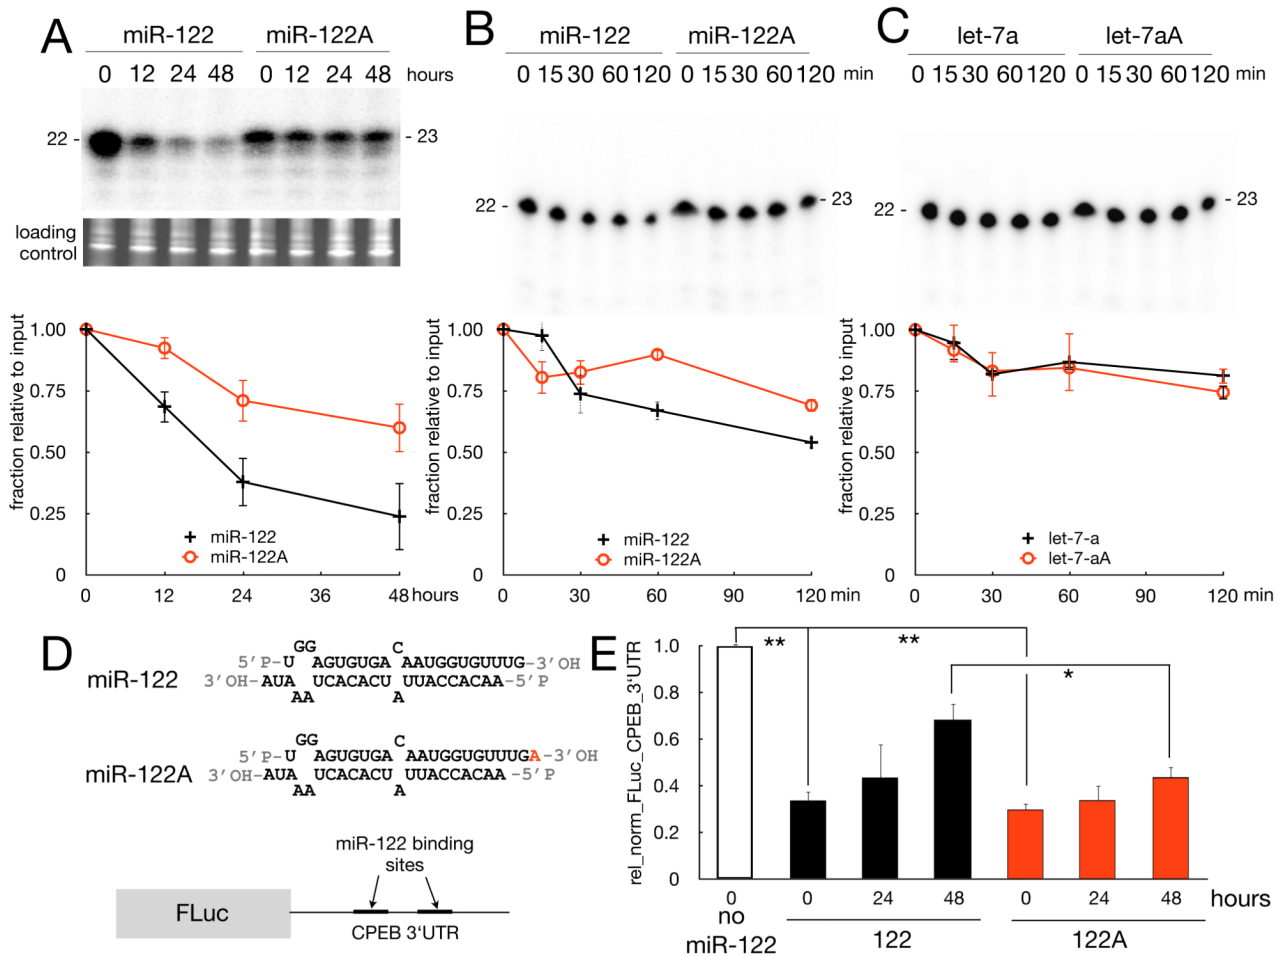 A
miR-122 miR-122A
0 12 24 48 0 12 24 48 hours
22 - - 23
loading
control
fraction relative to input
1.00
0.75
0.50
0.25
0
miR-122
miR-122A
0 12 24 36 48 hours
B
miR-122 miR-122A
0 15 30 60 120 0 15 30 60 120 min
22 - - 23
fraction relative to input
1.00
0.75
0.50
0.25
0
miR-122
miR-122A
0 30 60 90 120 min
C
let-7a let-7aA
0 15 30 60 120 0 15 30 60 120 min
22 - - 23
fraction relative to input
1.00
0.75
0.50
0.25
0
let-7-a
let-7-aA
0 30 60 90 120 min
D
miR-122
GG C
5'P-U AGUGUGA AAUGGUGUUUG-3'OH
3'OH-AUA UCACACU UUACCACAA-5'P
AA A
miR-122A
GG C
5'P-U AGUGUGA AAUGGUGUUUGA-3'OH
3'OH-AUA UCACACU UUACCACAA-5'P
AA A
miR-122 binding
sites
FLuc
CPEB 3'UTR
E
rel_norm_FLuc_CPEB_3'UTR
1.0
0.8
0.6
0.4
0.2
0
** **
*
0 0 24 48 0 24 48 hours
no
miR-122
122 122A